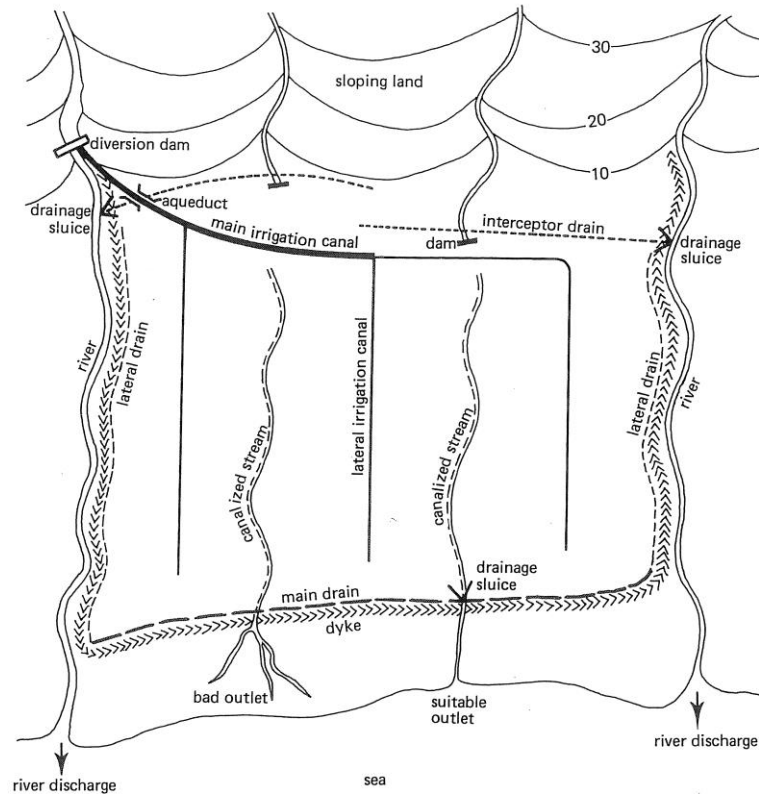 30
sloping land
20
diversion dam
10
aqueduct
drainage
sluice
main irrigation canal
interceptor drain
dam
drainage
sluice
river
lateral drain
lateral irrigation canal
lateral drain
river
canalized stream
canalized stream
drainage
sluice
main drain
dyke
bad outlet
suitable
outlet
river discharge
river discharge
sea